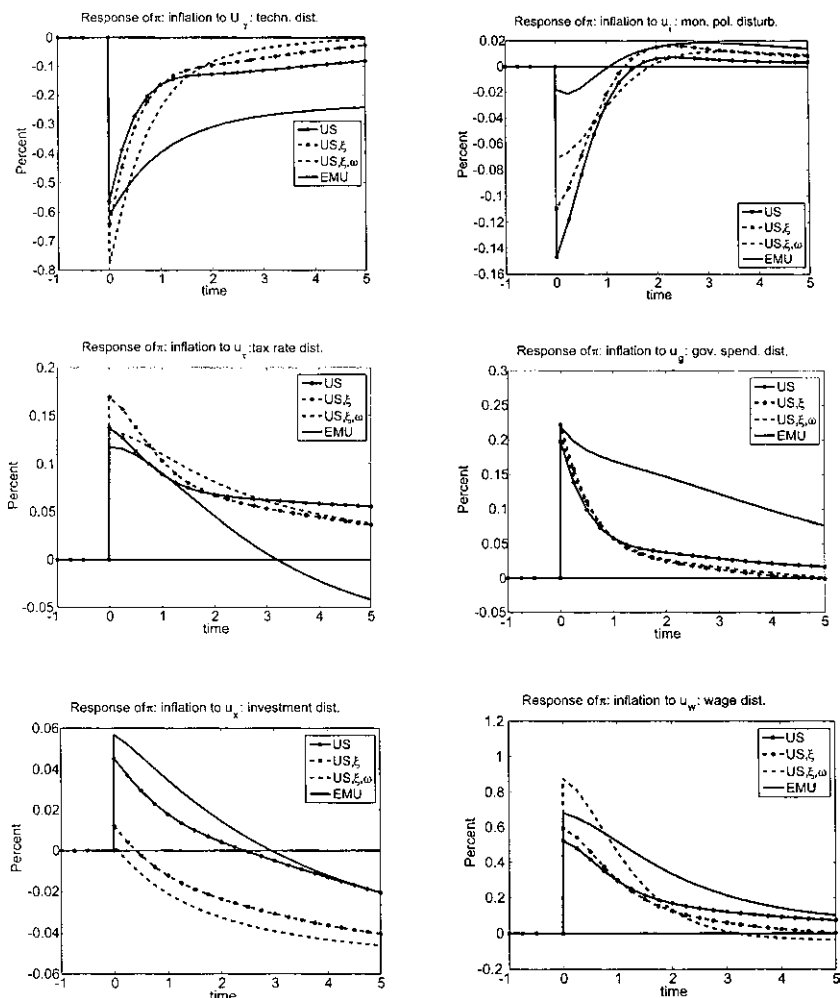 Response of π: inflation to U_γ: techn. dist.
0
-0.1
-0.2
-0.3
-0.4
-0.5
-0.6
-0.7
-0.8
Percent
US
US,ξ
US,ξ,ω
EMU
-1 0 1 2 3 4 5
time
Response of π: inflation to u_i: mon. pol. disturb.
0.02
0
-0.02
-0.04
-0.06
-0.08
-0.1
-0.12
-0.14
-0.16
Percent
US
US,ξ
US,ξ,ω
EMU
-1 0 1 2 3 4 5
time
Response of π: inflation to u_τ: tax rate dist.
0.2
0.15
0.1
0.05
0
-0.05
Percent
US
US,ξ
US,ξ,ω
EMU
-1 0 1 2 3 4 5
time
Response of π: inflation to u_g: gov. spend. dist.
0.3
0.25
0.2
0.15
0.1
0.05
0
-0.05
Percent
US
US,ξ
US,ξ,ω
EMU
-1 0 1 2 3 4 5
time
Response of π: inflation to u_x: investment dist.
0.06
0.04
0.02
0
-0.02
-0.04
-0.06
Percent
US
US,ξ
US,ξ,ω
EMU
-1 0 1 2 3 4 5
time
Response of π: inflation to u_w: wage dist.
1.2
1
0.8
0.6
0.4
0.2
0
-0.2
Percent
US
US,ξ
US,ξ,ω
EMU
-1 0 1 2 3 4 5
time